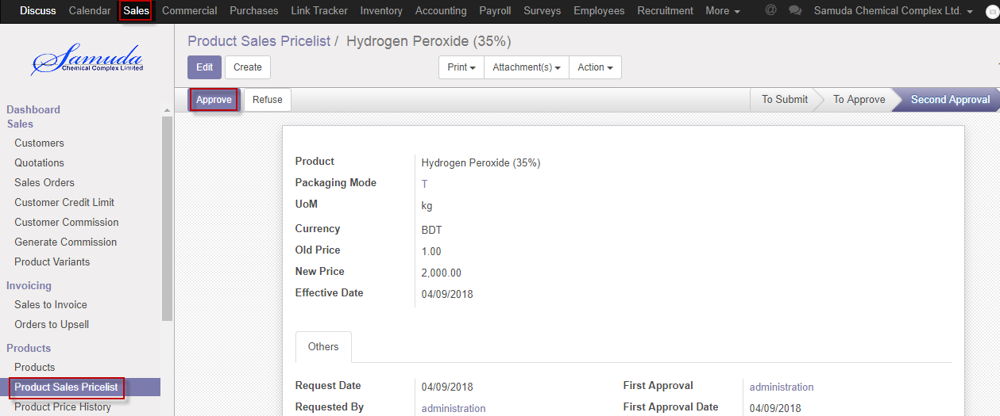 Discuss Calendar Sales Commercial Purchases Link Tracker Inventory Accounting Payroll Surveys Employees Recruitment More @ Samuda Chemical Complex Ltd.
Samuda
Chemical Complex Limited
Dashboard
Sales
Customers
Quotations
Sales Orders
Customer Credit Limit
Customer Commission
Generate Commission
Product Variants
Invoicing
Sales to Invoice
Orders to Upsell
Products
Products
Product Sales Pricelist
Product Price History
Product Sales Pricelist / Hydrogen Peroxide (35%)
Edit Create Print Attachment(s) Action
Approve Refuse To Submit To Approve Second Approval
Product Hydrogen Peroxide (35%)
Packaging Mode T
UoM kg
Currency BDT
Old Price 1.00
New Price 2,000.00
Effective Date 04/09/2018
Others
Request Date 04/09/2018 First Approval administration
Requested By administration First Approval Date 04/09/2018